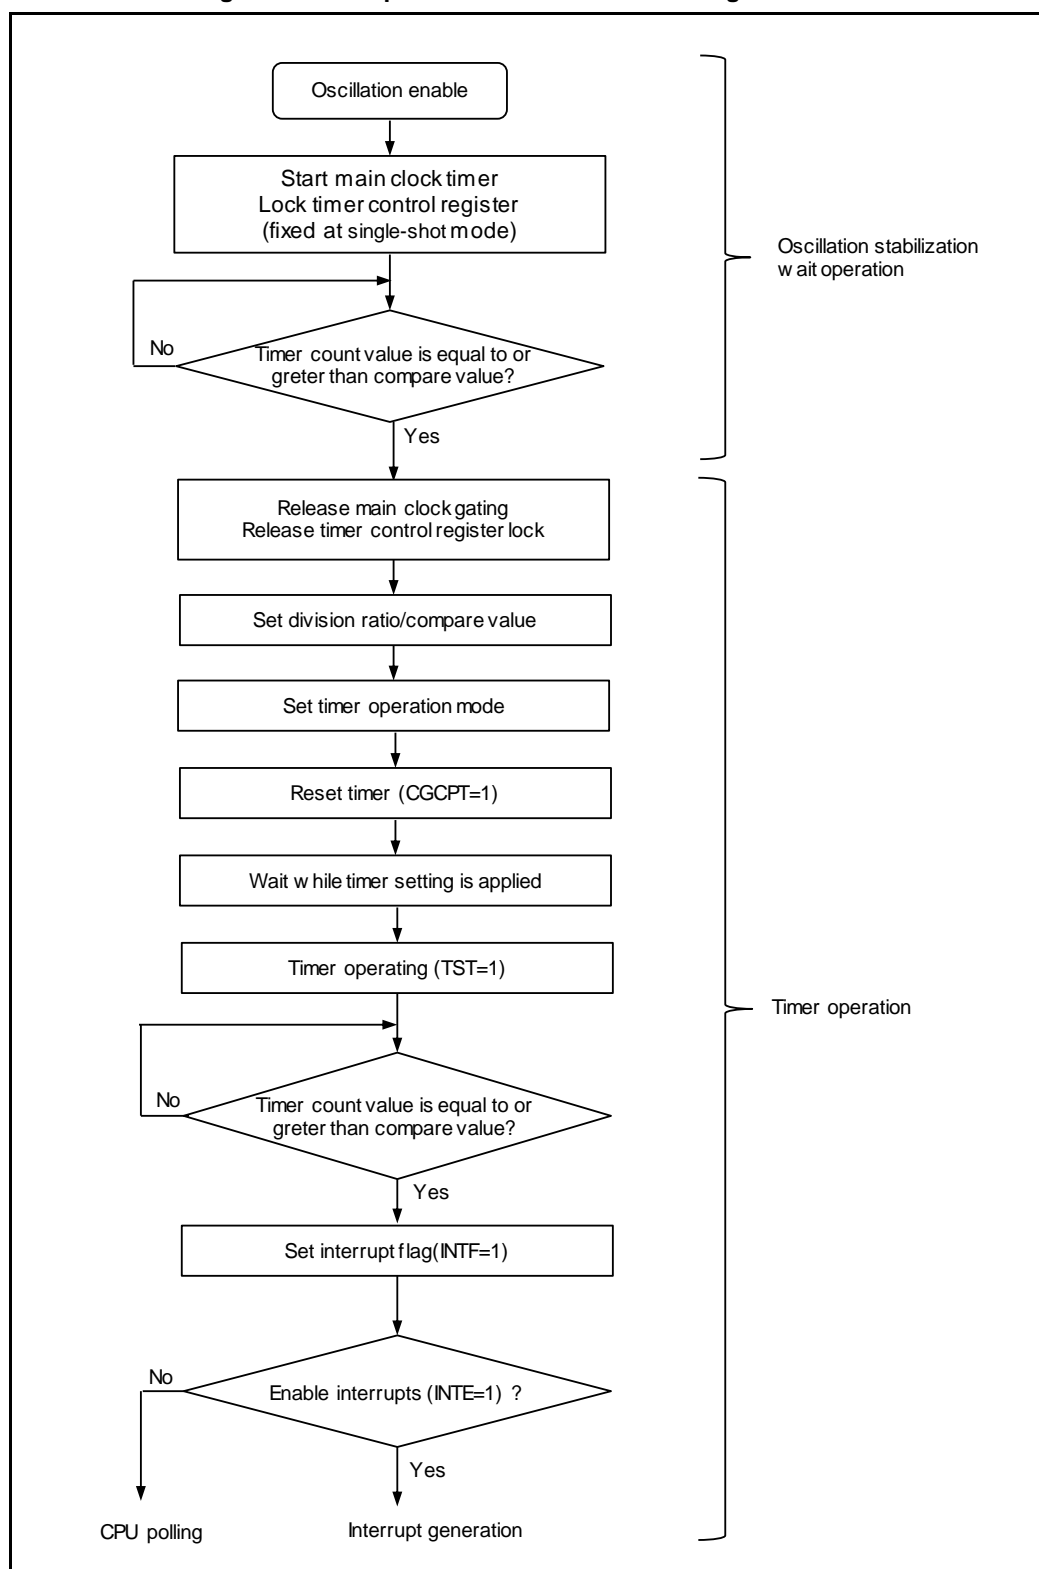 Oscillation enable
Start main clock timer
Lock timer control register
(fixed at single-shot mode)
Oscillation stabilization
wait operation
No
Timer count value is equal to or
greter than compare value?
Yes
Release main clock gating
Release timer control register lock
Set division ratio/compare value
Set timer operation mode
Reset timer (CGCPT=1)
Wait while timer setting is applied
Timer operating (TST=1)
Timer operation
No
Timer count value is equal to or
greter than compare value?
Yes
Set interrupt flag(INTF=1)
No
Enable interrupts (INTE=1) ?
Yes
CPU polling
Interrupt generation